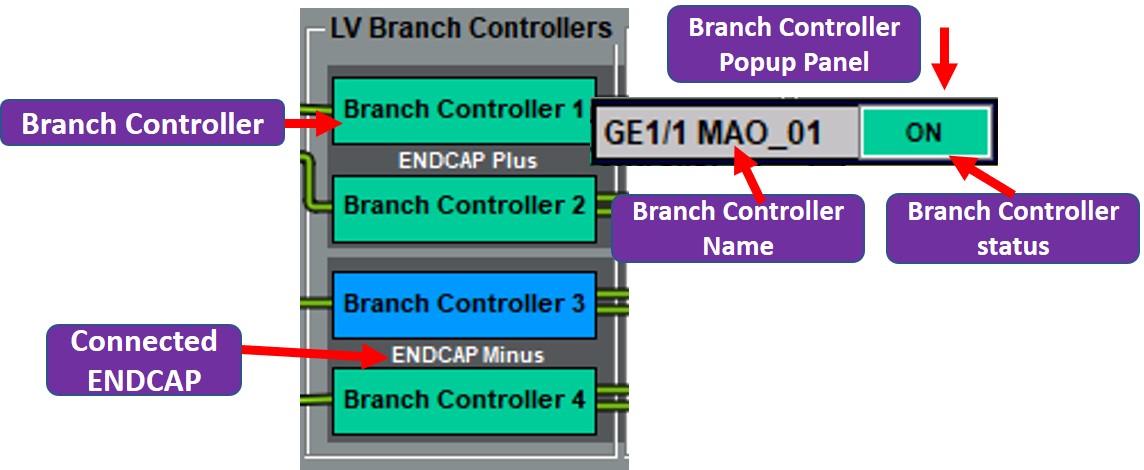 LV Branch Controllers
Branch Controller
Popup Panel
Branch Controller
Branch Controller 1
GE1/1 MAO_01
ON
ENDCAP Plus
Branch Controller 2
Branch Controller
Name
Branch Controller
status
Branch Controller 3
Connected
ENDCAP
ENDCAP Minus
Branch Controller 4